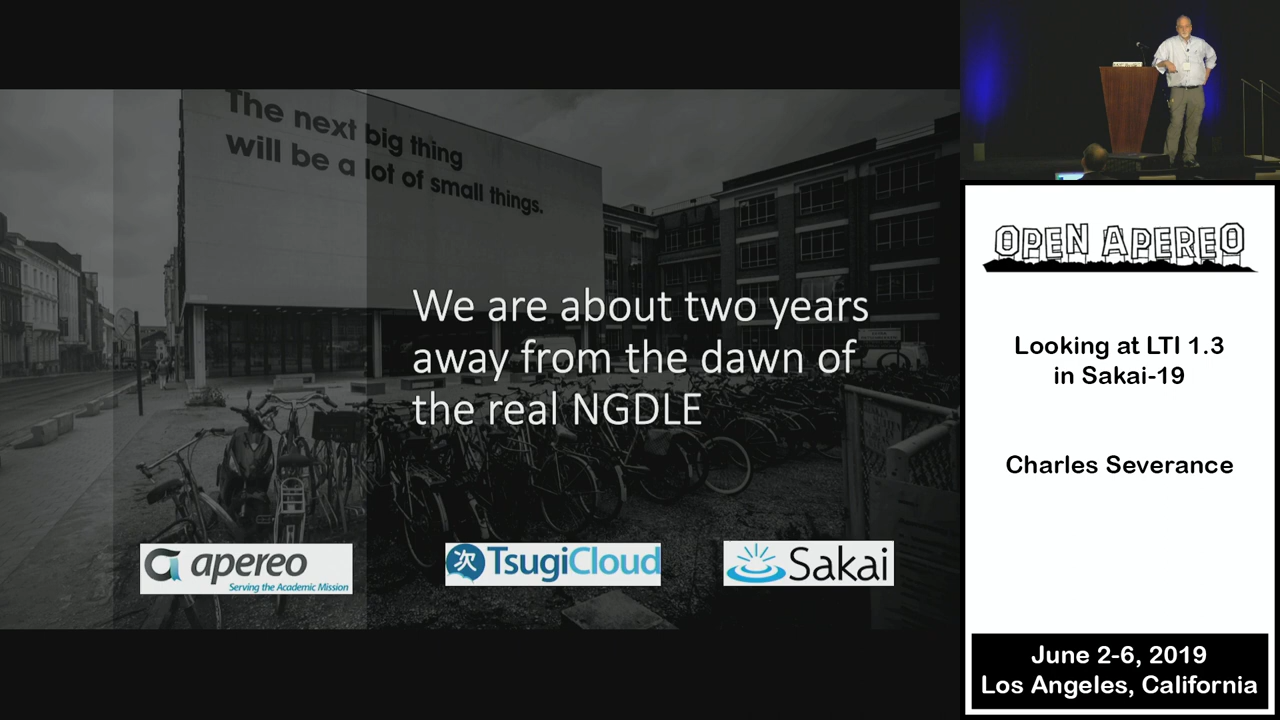 The next big thing
will be a lot of small things.
We are about two years
away from the dawn of
the real NGDLE
apereo
Serving the Academic Mission
次 TsugiCloud
Sakai
OPEN APEREO
Looking at LTI 1.3
in Sakai-19
Charles Severance
June 2-6, 2019
Los Angeles, California